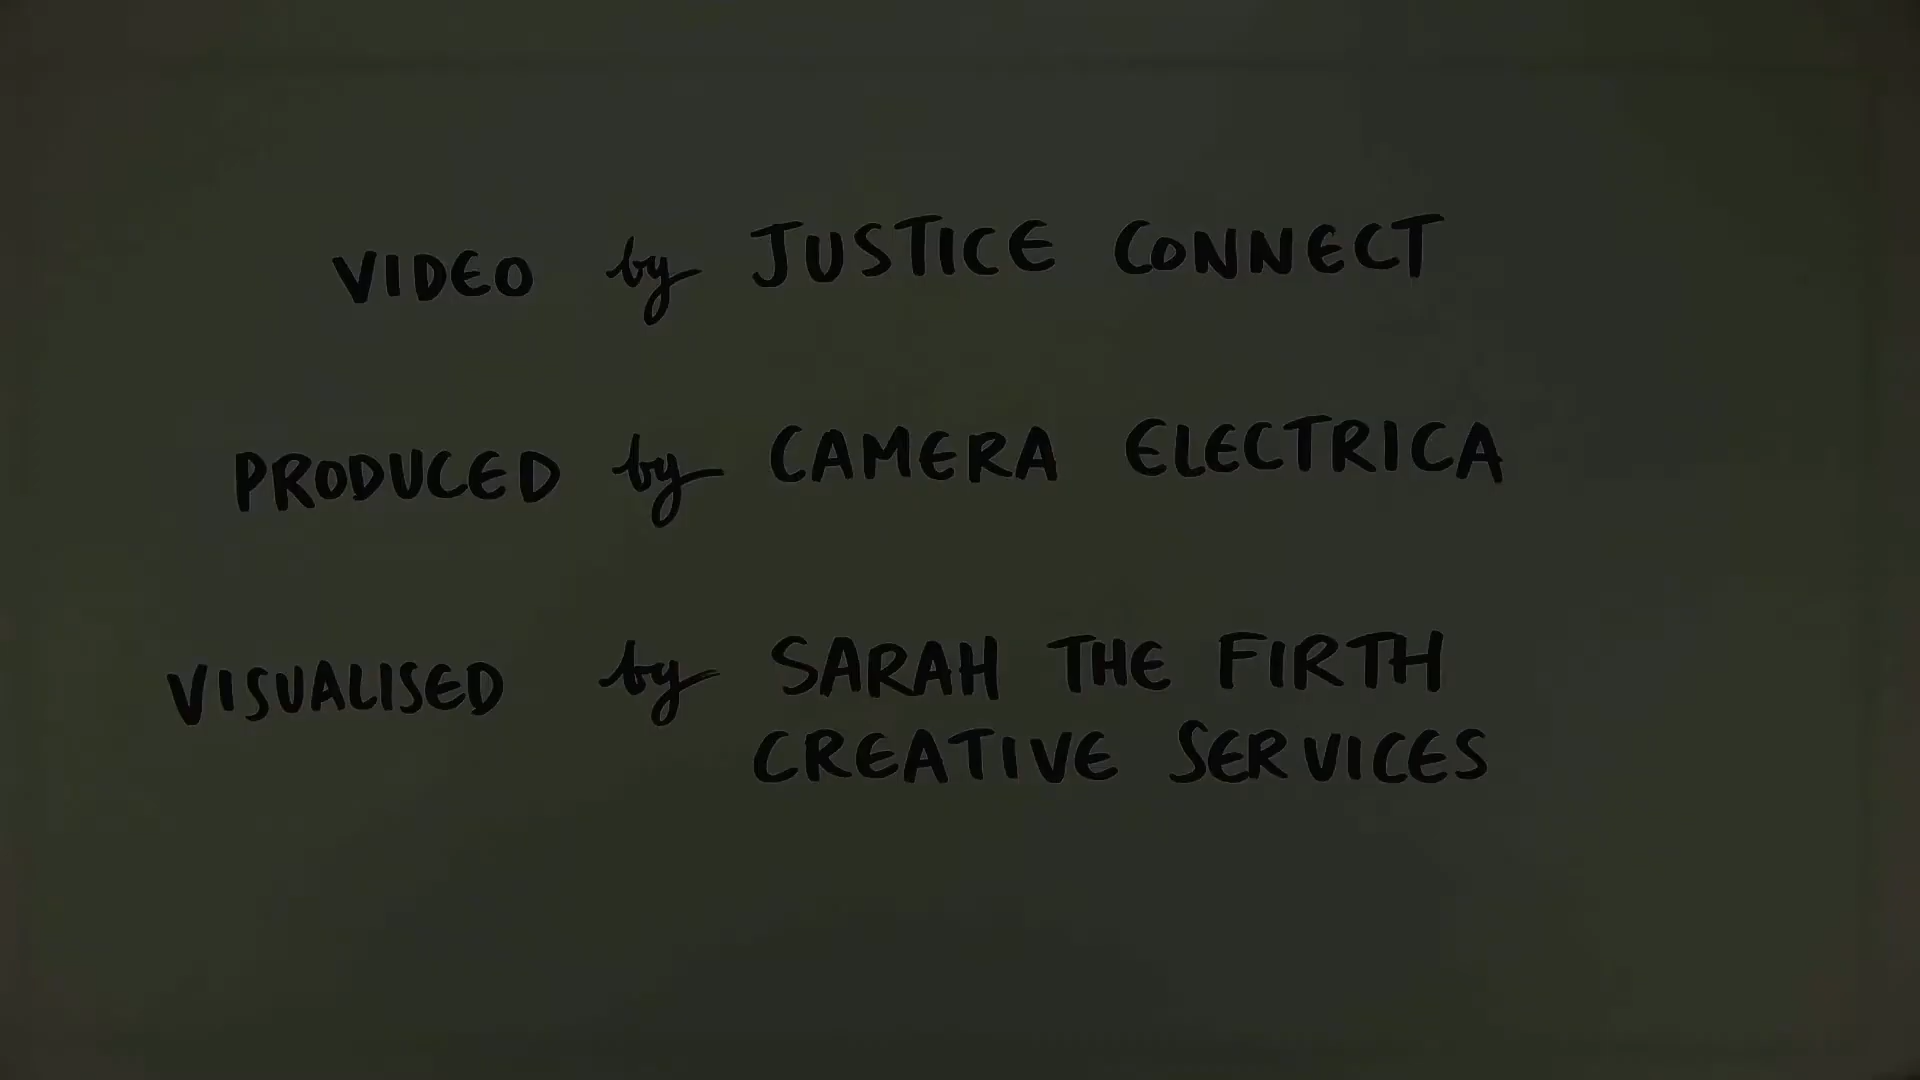 VIDEO by JUSTICE CONNECT
PRODUCED by CAMERA ELECTRICA
VISUALISED by SARAH THE FIRTH
CREATIVE SERVICES